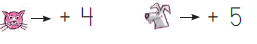 → + 4 → + 5